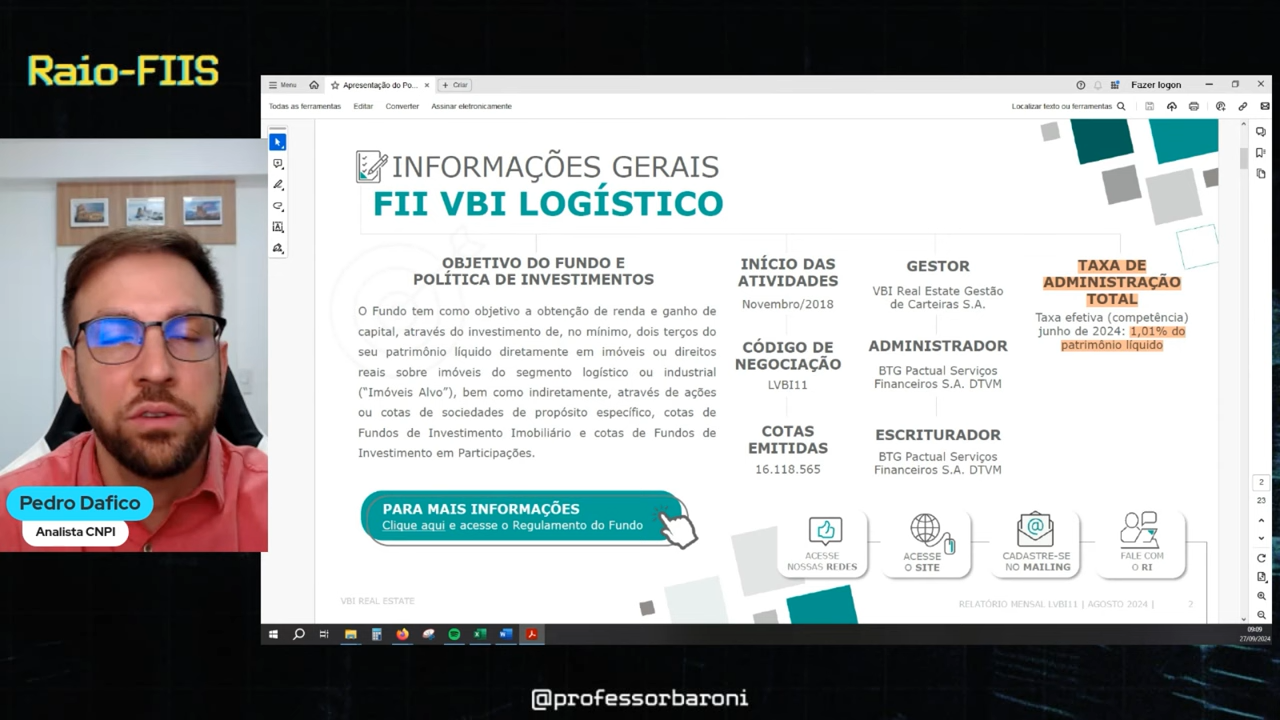 Raio-FIIS
Menu
Apresentação do Po...
Criar
Fazer logon
Todas as ferramentas
Editar
Converter
Assinar eletronicamente
Localizar texto ou ferramentas
INFORMAÇÕES GERAIS
FII VBI LOGÍSTICO
OBJETIVO DO FUNDO E
POLÍTICA DE INVESTIMENTOS
O Fundo tem como objetivo a obtenção de renda e ganho de
capital, através do investimento de, no mínimo, dois terços do
seu patrimônio líquido diretamente em imóveis ou direitos
reais sobre imóveis do segmento logístico ou industrial
(“Imóveis Alvo”), bem como indiretamente, através de ações
ou cotas de sociedades de propósito específico, cotas de
Fundos de Investimento Imobiliário e cotas de Fundos de
Investimento em Participações.
INÍCIO DAS
ATIVIDADES
Novembro/2018
CÓDIGO DE
NEGOCIAÇÃO
LVBI11
COTAS
EMITIDAS
16.118.565
GESTOR
VBI Real Estate Gestão
de Carteiras S.A.
ADMINISTRADOR
BTG Pactual Serviços
Financeiros S.A. DTVM
ESCRITURADOR
BTG Pactual Serviços
Financeiros S.A. DTVM
TAXA DE
ADMINISTRAÇÃO
TOTAL
Taxa efetiva (competência)
junho de 2024: 1,01% do
patrimônio líquido
PARA MAIS INFORMAÇÕES
Clique aqui e acesse o Regulamento do Fundo
ACESSE
NOSSAS REDES
ACESSE
O SITE
CADASTRE-SE
NO MAILING
FALE COM
O RI
VBI REAL ESTATE
RELATÓRIO MENSAL LVBI11 | AGOSTO 2024 |
2
2
23
09:09
27/09/2024
Pedro Dafico
Analista CNPI
@professorbaroni